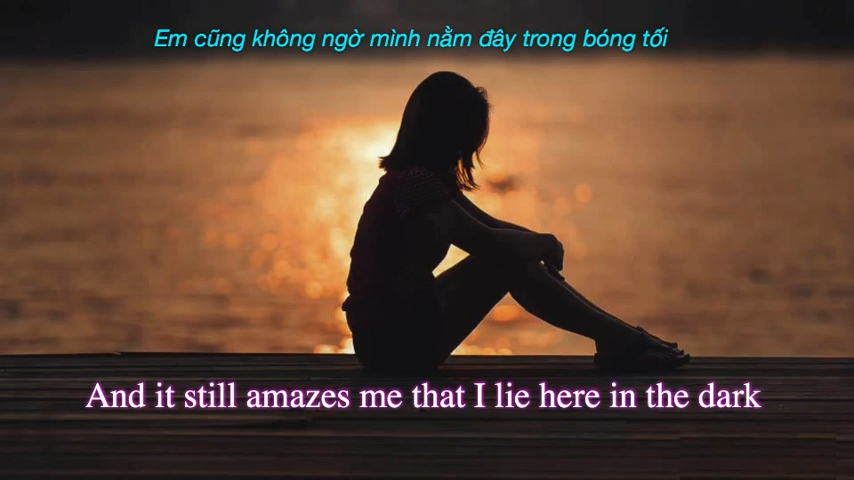 Em cũng không ngờ mình nằm đây trong bóng tối
And it still amazes me that I lie here in the dark